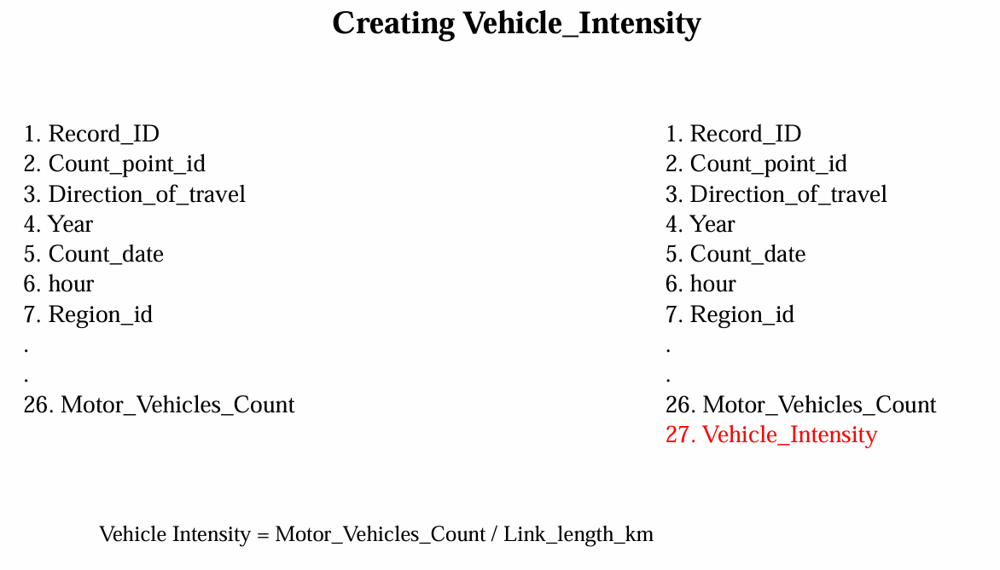 Creating Vehicle_Intensity
1. Record_ID
2. Count_point_id
3. Direction_of_travel
4. Year
5. Count_date
6. hour
7. Region_id
.
.
26. Motor_Vehicles_Count
1. Record_ID
2. Count_point_id
3. Direction_of_travel
4. Year
5. Count_date
6. hour
7. Region_id
.
.
26. Motor_Vehicles_Count
27. Vehicle_Intensity
Vehicle Intensity = Motor_Vehicles_Count / Link_length_km